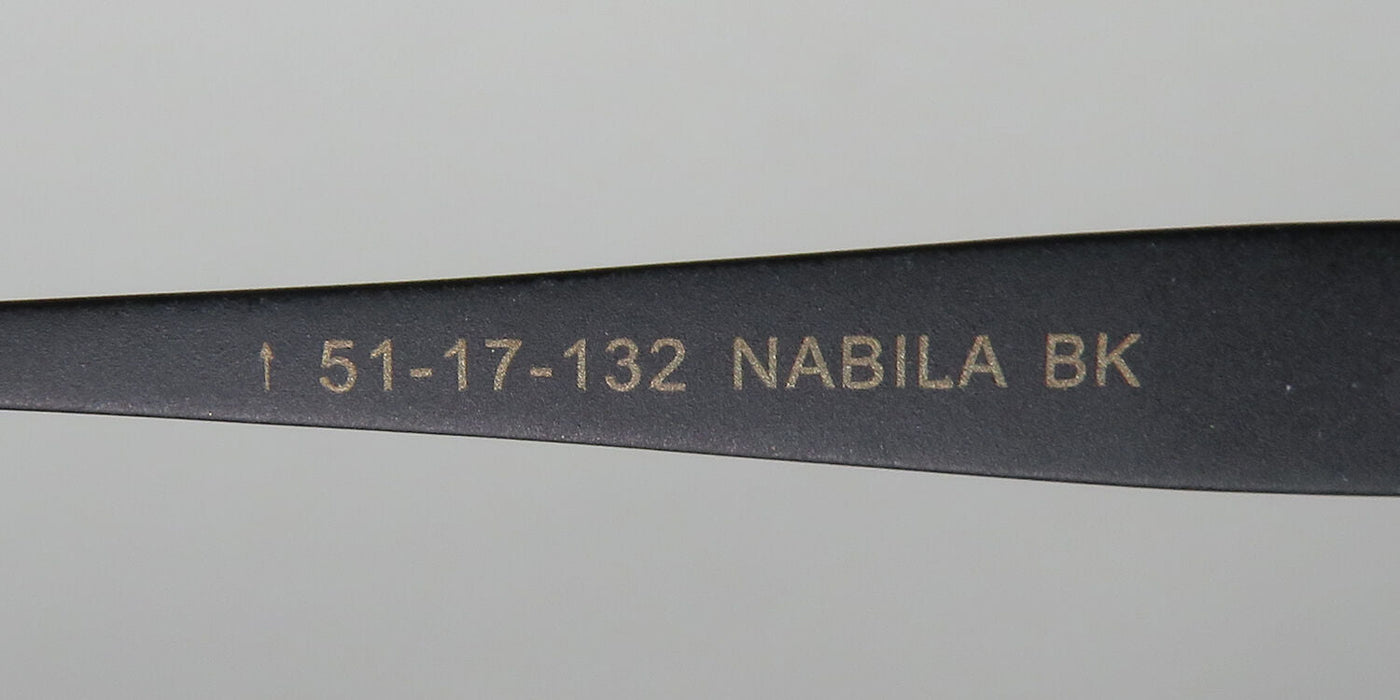 ↑ 51-17-132 NABILA BK